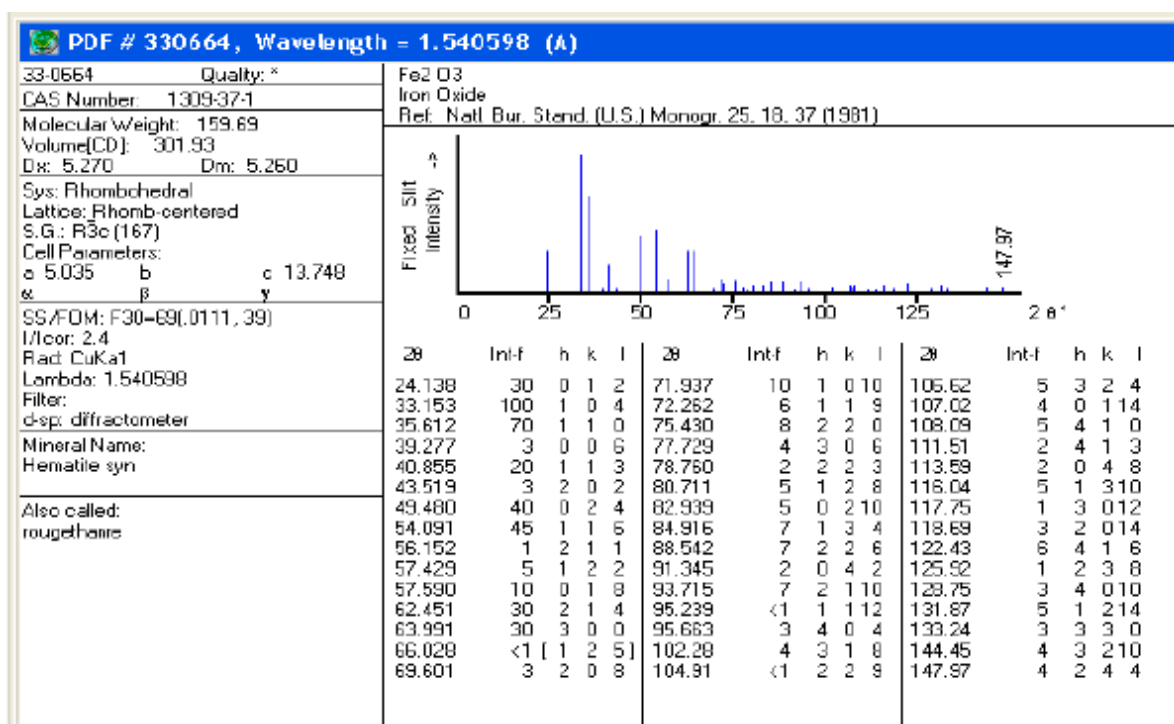 PDF # 330664, Wavelength = 1.540598 (A)
33-0664 Quality: *
CAS Number: 1309-37-1
Molecular Weight: 159.69
Volume[CD]: 301.93
Dx: 5.270 Dm: 5.260
Sys: Rhombohedral
Lattice: Rhomb-centered
S.G.: R3c (167)
Cell Parameters:
a 5.035 b c 13.748
α β γ
SS/FOM: F30=69(.0111, 39)
I/Icor: 2.4
Rad: CuKa1
Lambda: 1.540598
Filter:
d-sp: diffractometer
Mineral Name:
Hematile syn
Also called:
rougethanre
Fe2 O3
Iron Oxide
Ref: Natl. Bur. Stand. (U.S.) Monogr. 25, 18, 37 (1981)
Fixed Slit
Intensity ->
147.97
0 25 50 75 100 125 2 θ °
2θ Int-f h k l 2θ Int-f h k l 2θ Int-f h k l
24.138 30 0 1 2 71.937 10 1 0 10 106.62 5 3 2 4
33.153 100 1 0 4 72.262 6 1 1 9 107.02 4 0 1 14
35.612 70 1 1 0 75.430 8 2 2 0 108.09 5 4 1 0
39.277 3 0 0 6 77.729 4 3 0 6 111.51 2 4 1 3
40.855 20 1 1 3 78.760 2 2 2 3 113.59 2 0 4 8
43.519 3 2 0 2 80.711 5 1 2 8 116.04 5 1 3 10
49.480 40 0 2 4 82.939 5 0 2 10 117.75 1 3 0 12
54.091 45 1 1 6 84.916 7 1 3 4 118.69 3 2 0 14
56.152 1 2 1 1 88.542 7 2 2 6 122.43 6 4 1 6
57.429 5 1 2 2 91.345 2 0 4 2 125.92 1 2 3 8
57.590 10 0 1 8 93.715 7 2 1 10 128.75 3 4 0 10
62.451 30 2 1 4 95.239 <1 1 1 12 131.87 5 1 2 14
63.991 30 3 0 0 95.663 3 4 0 4 133.24 3 3 3 0
66.028 <1 [ 1 2 5] 102.28 4 3 1 8 144.45 4 3 2 10
69.601 3 2 0 8 104.91 <1 2 2 9 147.97 4 2 4 4